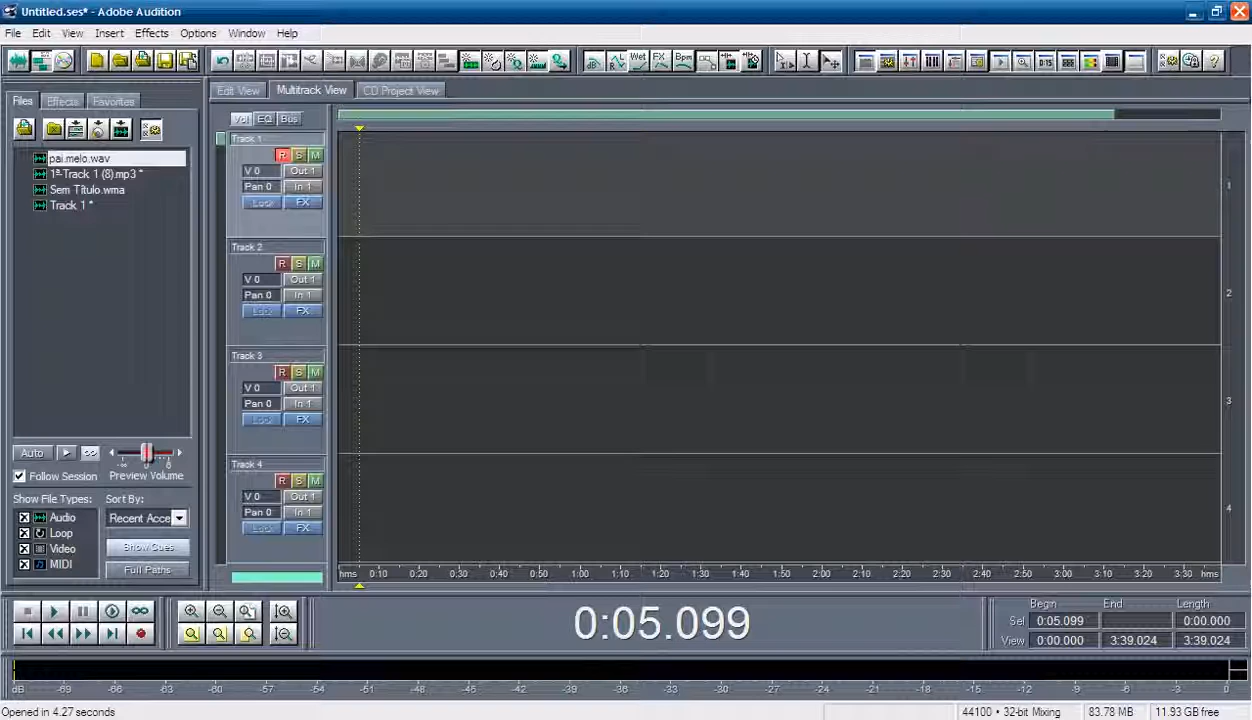 Untitled.ses* - Adobe Audition
File Edit View Insert Effects Options Window Help
Wet FX Bpm
Files Effects Favorites
Edit View Multitrack View CD Project View
Vol EQ Bus
pai.melo.wav
1ª-Track 1 (8).mp3 *
Sem Título.wma
Track 1 *
Track 1
R S M
V 0 Out 1
Pan 0 In 1
Lock FX
1
Track 2
R S M
V 0 Out 1
Pan 0 In 1
Lock FX
2
Track 3
R S M
V 0 Out 1
Pan 0 In 1
Lock FX
3
Track 4
R S M
V 0 Out 1
Pan 0 In 1
Lock FX
4
Auto
-∞ 0 8
Follow Session Preview Volume
Show File Types: Sort By:
Audio
Loop
Video
MIDI
Recent Acce
Show Cues
Full Paths
hms 0:10 0:20 0:30 0:40 0:50 1:00 1:10 1:20 1:30 1:40 1:50 2:00 2:10 2:20 2:30 2:40 2:50 3:00 3:10 3:20 3:30 hms
0:05.099
Begin End Length
Sel 0:05.099 0:00.000
View 0:00.000 3:39.024 3:39.024
dB -69 -66 -63 -60 -57 -54 -51 -48 -45 -42 -39 -36 -33 -30 -27 -24 -21 -18 -15 -12 -9 -6 -3 0
Opened in 4.27 seconds
44100 • 32-bit Mixing 83.78 MB 11.93 GB free